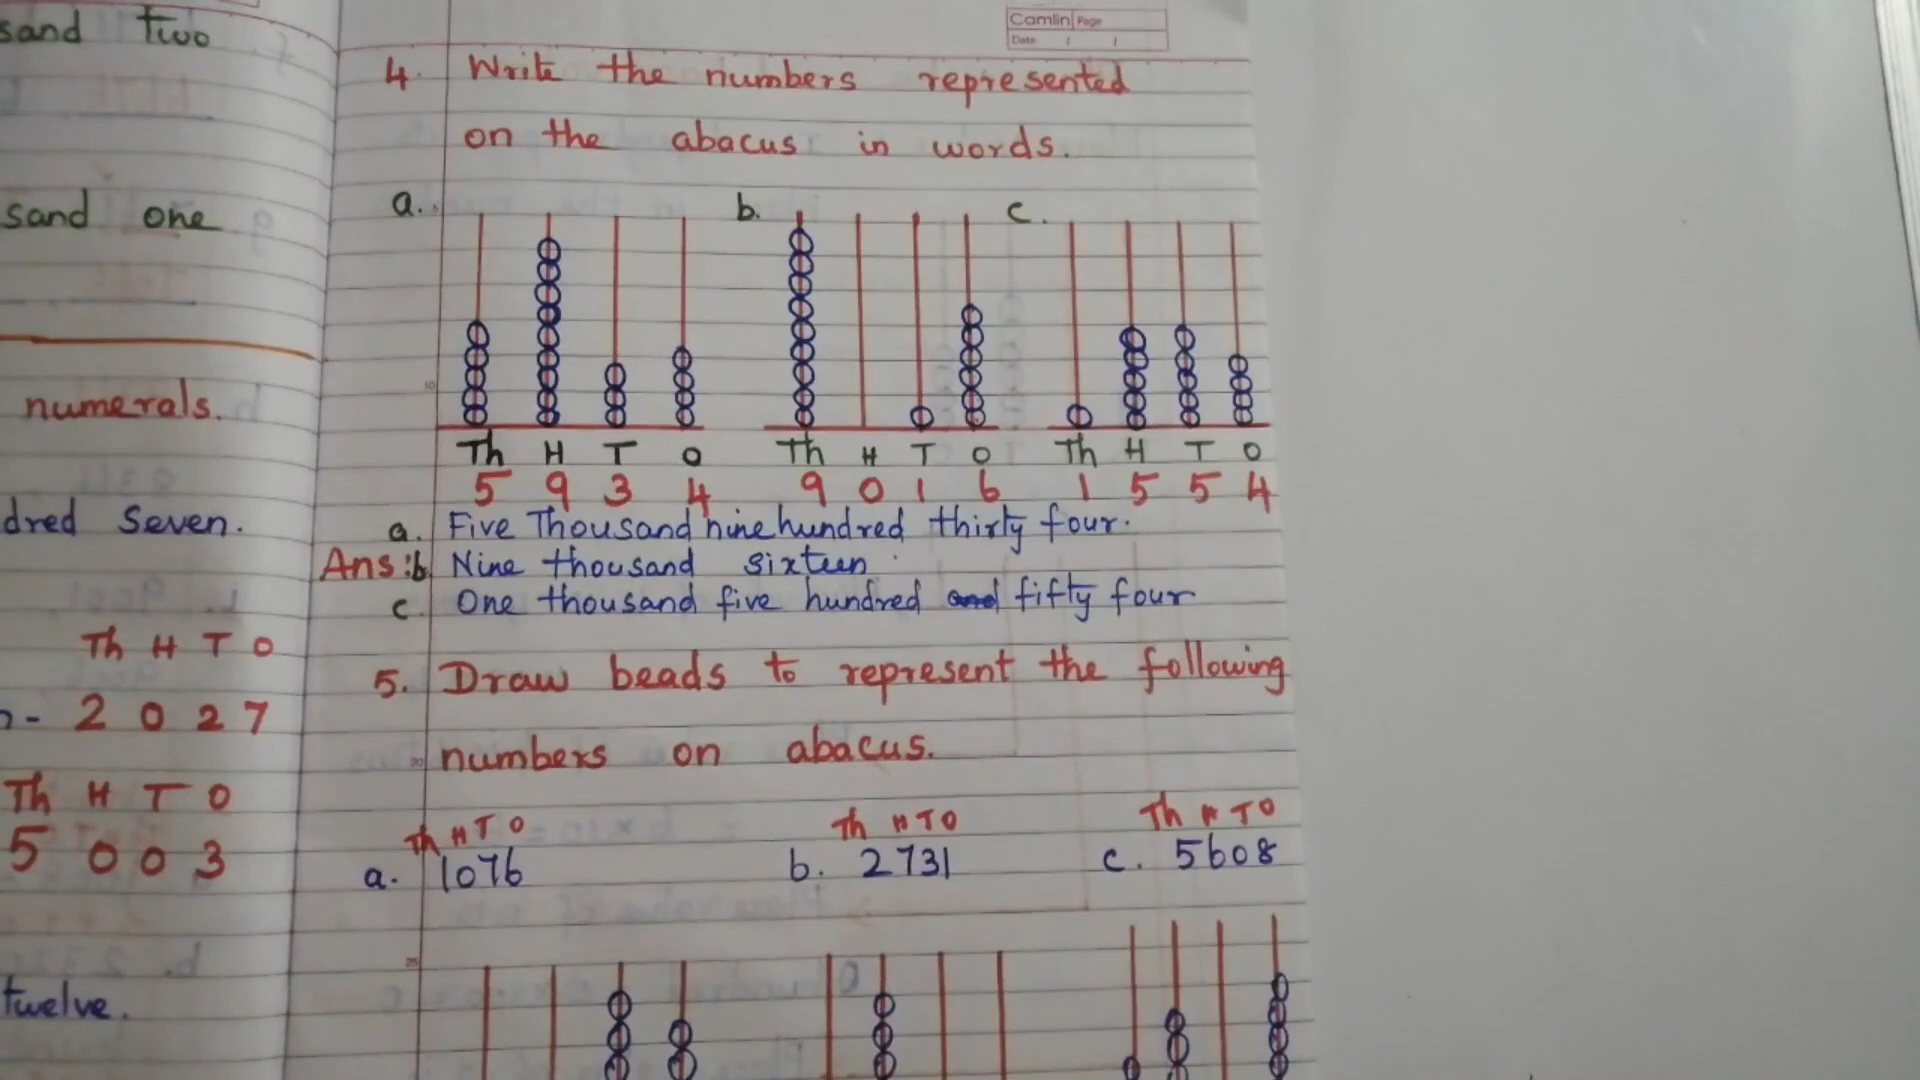 sand two
sand one
numerals.
dred Seven.
Th H T O
2 0 2 7
Th H T O
5 0 0 3
twelve.
Camlin Page
Date / /
4. Write the numbers represented
on the abacus in words.
a. b. c.
10
Th H T O Th H T O Th H T O
5 9 3 4 9 0 1 6 1 5 5 4
a. Five Thousand nine hundred thirty four.
Ans: b Nine thousand sixteen
c. One thousand five hundred fifty four
5. Draw beads to represent the following
20
numbers on abacus.
Th H T O Th H T O Th H T O
a. 1076 b. 2731 c. 5608
25